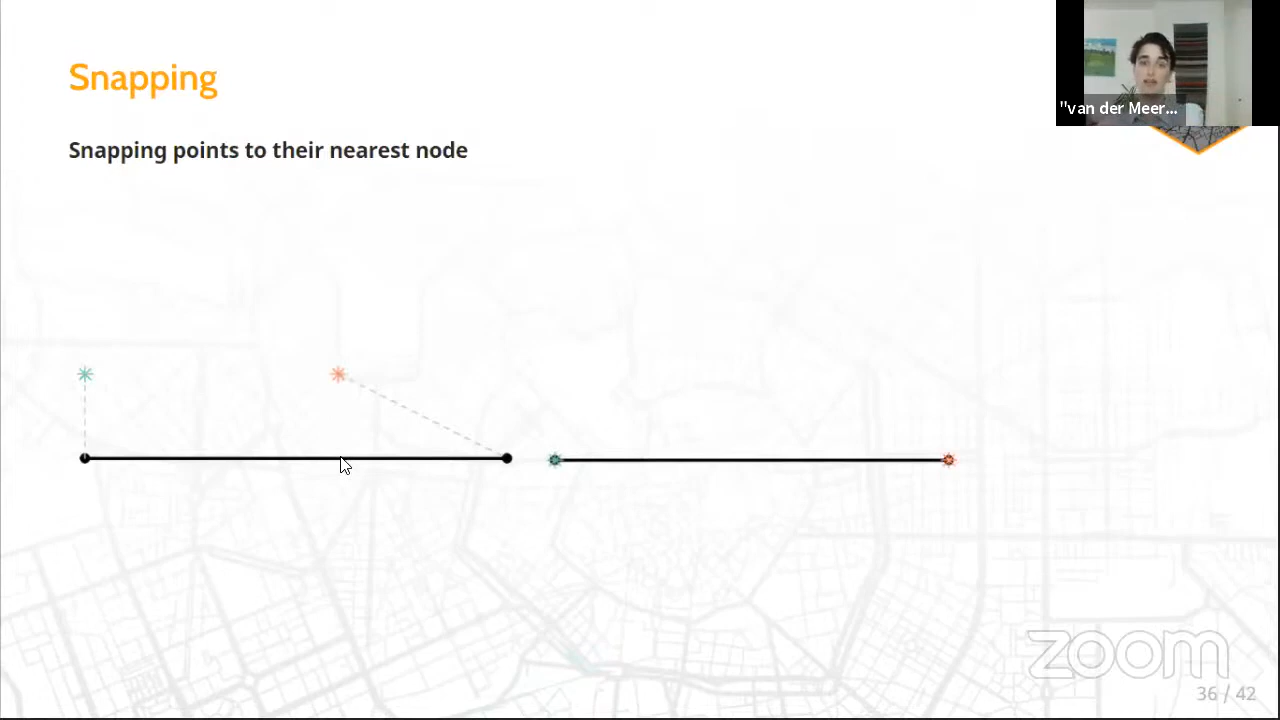 Snapping
"van der Meer...
Snapping points to their nearest node
zoom
36 / 42